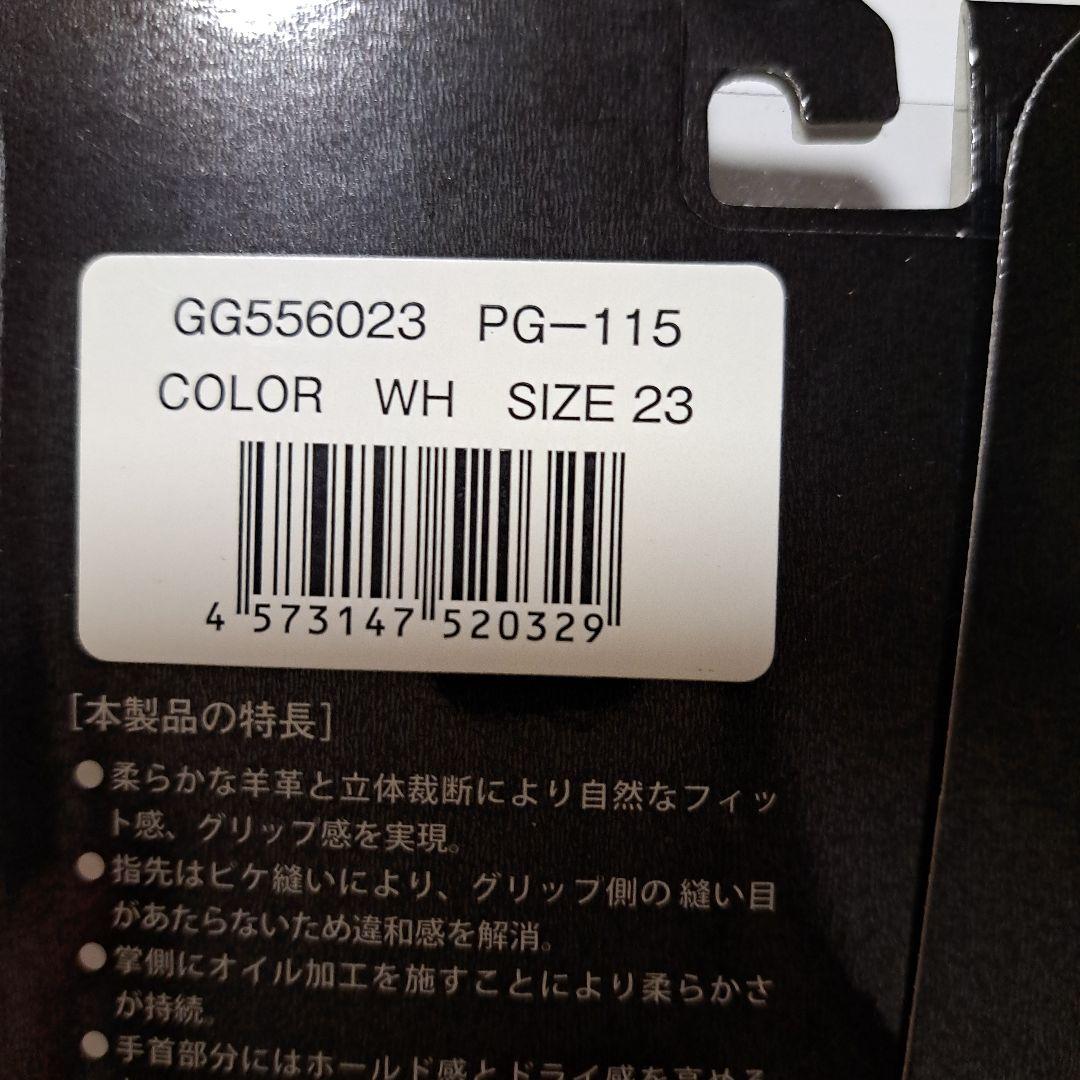 GG556023 PG-115
COLOR WH SIZE 23
4 573147 520329
[本製品の特長]
●柔らかな羊革と立体裁断により自然なフィッ
ト感、グリップ感を実現。
●指先はピケ縫いにより、グリップ側の縫い目
があたらないため違和感を解消。
●掌側にオイル加工を施すことにより柔らかさ
が持続。
●手首部分にはホールド感とドライ感を高める